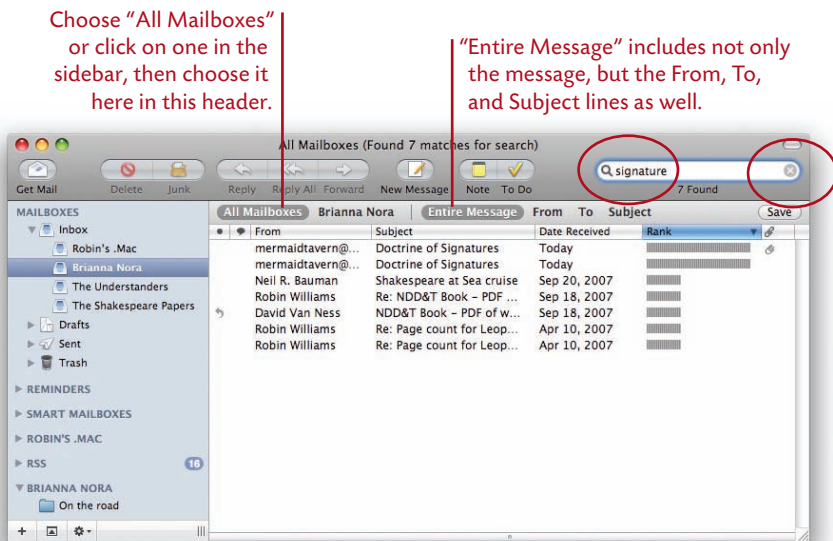 Choose “All Mailboxes”
or click on one in the
sidebar, then choose it
here in this header.
“Entire Message” includes not only
the message, but the From, To,
and Subject lines as well.
All Mailboxes (Found 7 matches for search)
signature
Get Mail Delete Junk Reply Reply All Forward New Message Note To Do 7 Found
MAILBOXES
Inbox
Robin's .Mac
Brianna Nora
The Understanders
The Shakespeare Papers
Drafts
Sent
Trash
REMINDERS
SMART MAILBOXES
ROBIN'S .MAC
RSS 16
BRIANNA NORA
On the road
All Mailboxes Brianna Nora Entire Message From To Subject Save
From Subject Date Received Rank
mermaidtavern@... Doctrine of Signatures Today
mermaidtavern@... Doctrine of Signatures Today
Neil R. Bauman Shakespeare at Sea cruise Sep 20, 2007
Robin Williams Re: NDD&T Book – PDF ... Sep 18, 2007
David Van Ness NDD&T Book – PDF of w... Sep 18, 2007
Robin Williams Re: Page count for Leop... Apr 10, 2007
Robin Williams Re: Page count for Leop... Apr 10, 2007